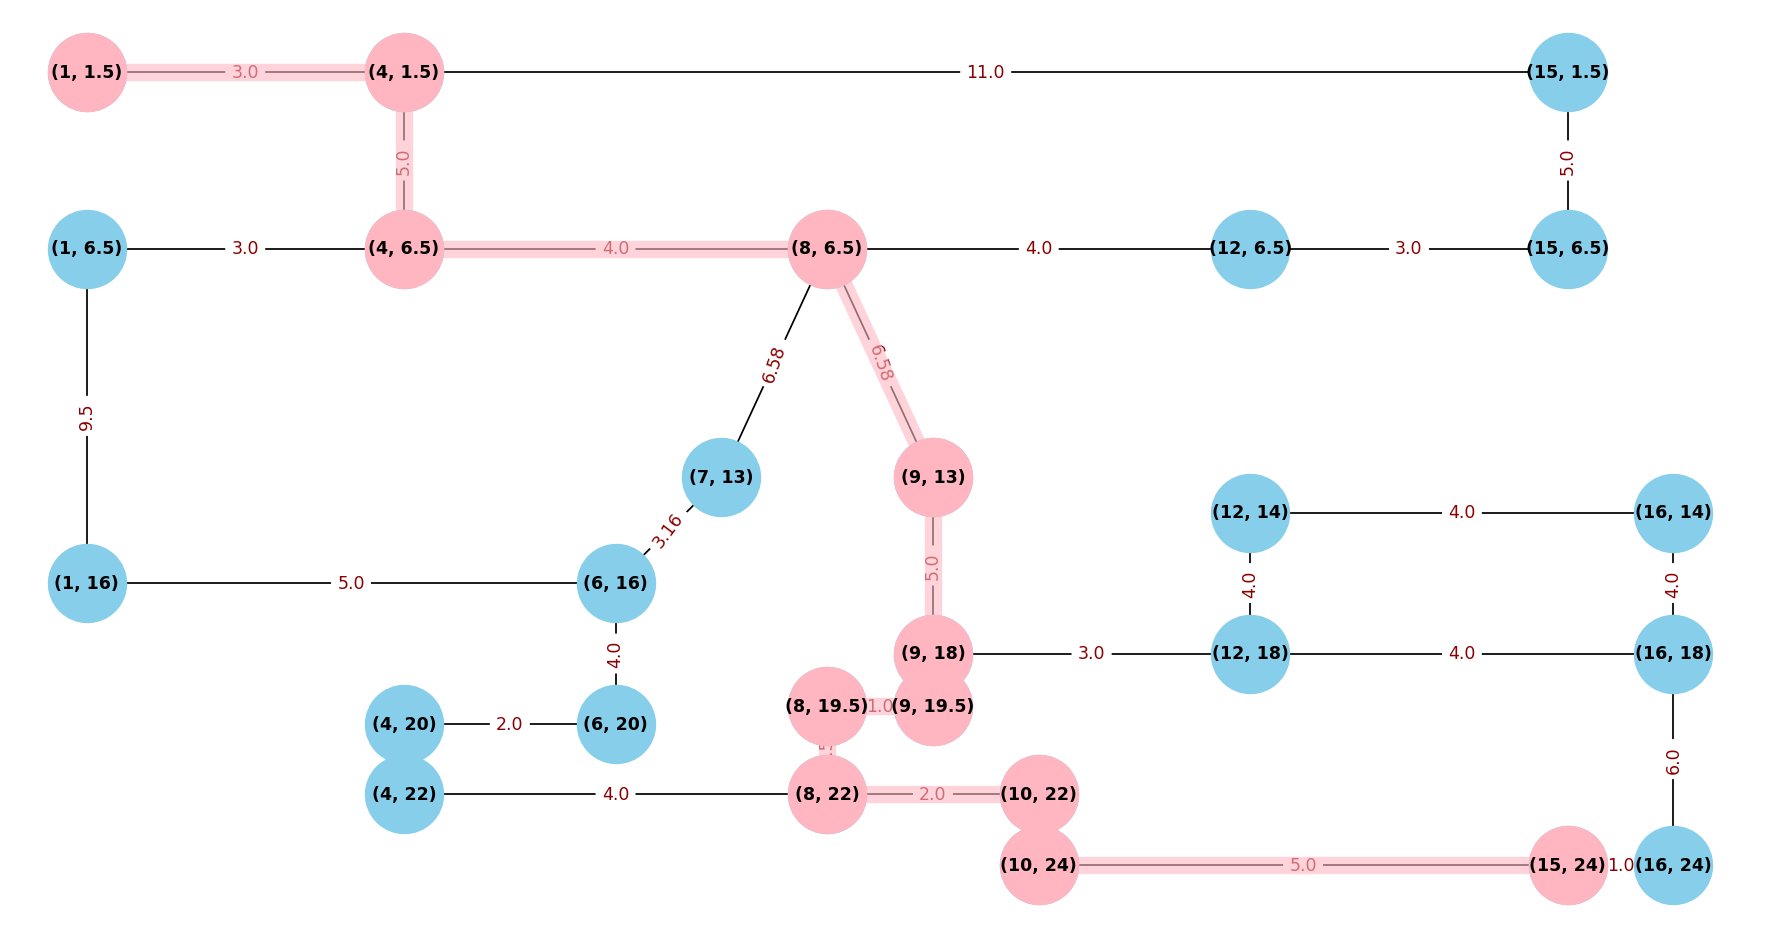 (1, 1.5) 3.0 (4, 1.5) 11.0 (15, 1.5)
5.0 5.0
(1, 6.5) 3.0 (4, 6.5) 4.0 (8, 6.5) 4.0 (12, 6.5) 3.0 (15, 6.5)
6.58 6.58
9.5
(7, 13) (9, 13)
(12, 14) 4.0 (16, 14)
3.16
5.0
(1, 16) 5.0 (6, 16) 4.0 4.0
4.0 (9, 18) 3.0 (12, 18) 4.0 (16, 18)
(8, 19.5) 1.0 (9, 19.5)
(4, 20) 2.0 (6, 20)
6.0
(4, 22) 4.0 (8, 22) 2.0 (10, 22)
(10, 24) 5.0 (15, 24) 1.0 (16, 24)